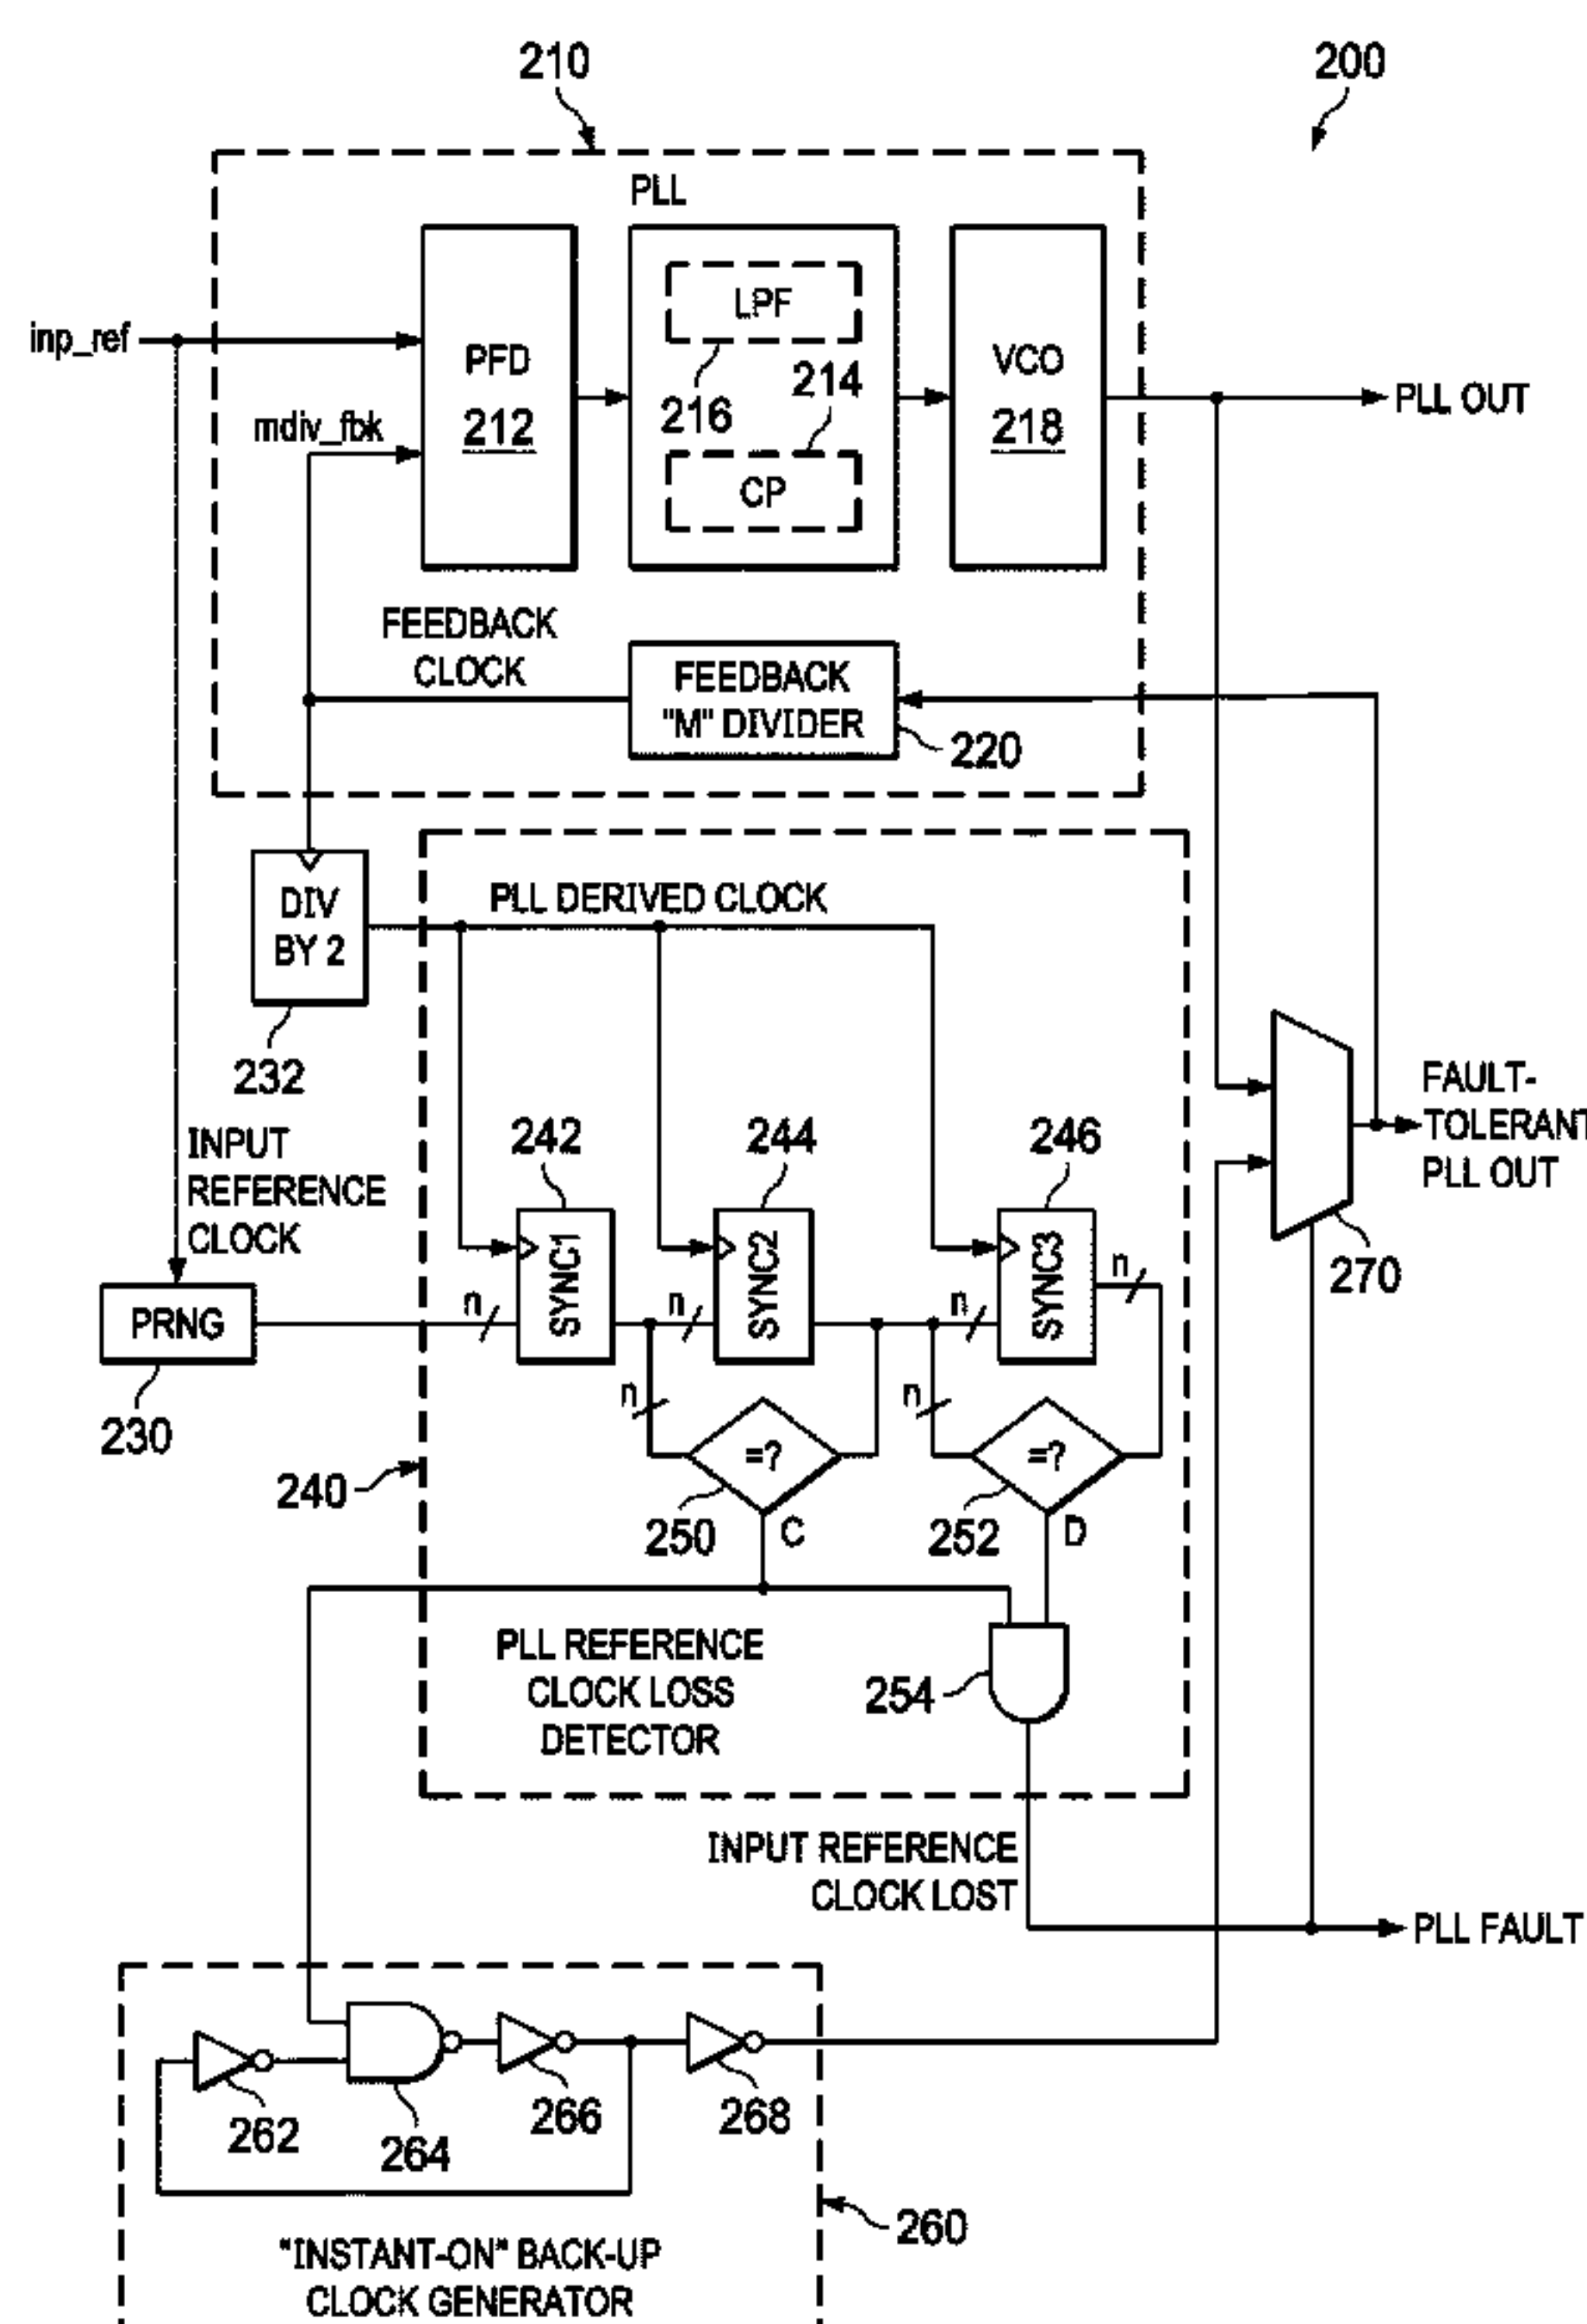 210
200
PLL
LPF
inp_ref
PFD
VCO
214
216
PLL OUT
mdiv_fbk
212
218
CP
FEEDBACK
CLOCK
FEEDBACK
"M" DIVIDER
220
PLL DERIVED CLOCK
DIV
BY 2
232
FAULT-
TOLERANT
PLL OUT
INPUT
REFERENCE
CLOCK
242
244
246
270
n
SYNC1
n
SYNC2
n
SYNC3
n
PRNG
230
n
n
=?
=?
240
250
C
252
D
PLL REFERENCE
CLOCK LOSS
DETECTOR
254
INPUT REFERENCE
CLOCK LOST
PLL FAULT
262
264
266
268
260
"INSTANT-ON" BACK-UP
CLOCK GENERATOR